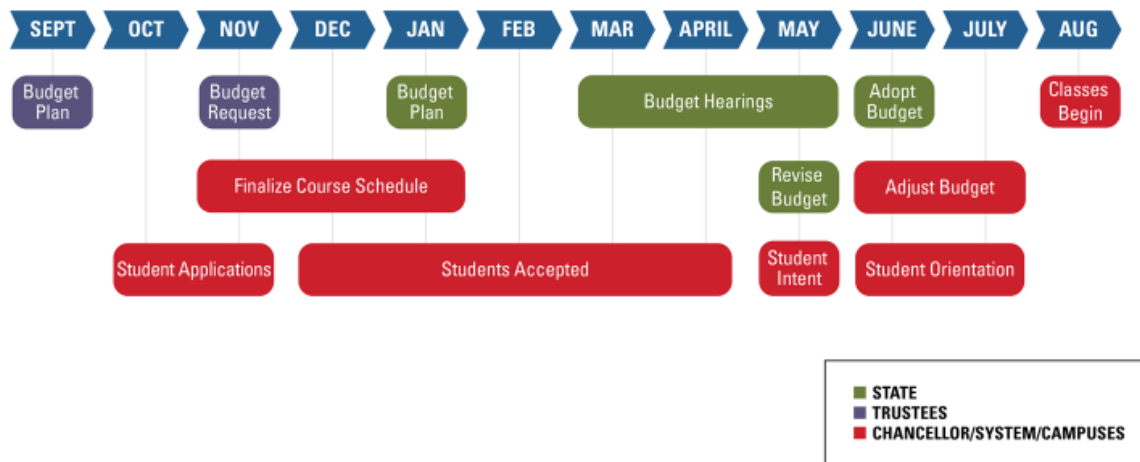 SEPT OCT NOV DEC JAN FEB MAR APRIL MAY JUNE JULY AUG
Budget
Plan
Budget
Request
Budget
Plan
Budget Hearings
Adopt
Budget
Classes
Begin
Finalize Course Schedule
Revise
Budget
Adjust Budget
Student Applications
Students Accepted
Student
Intent
Student Orientation
STATE
TRUSTEES
CHANCELLOR/SYSTEM/CAMPUSES